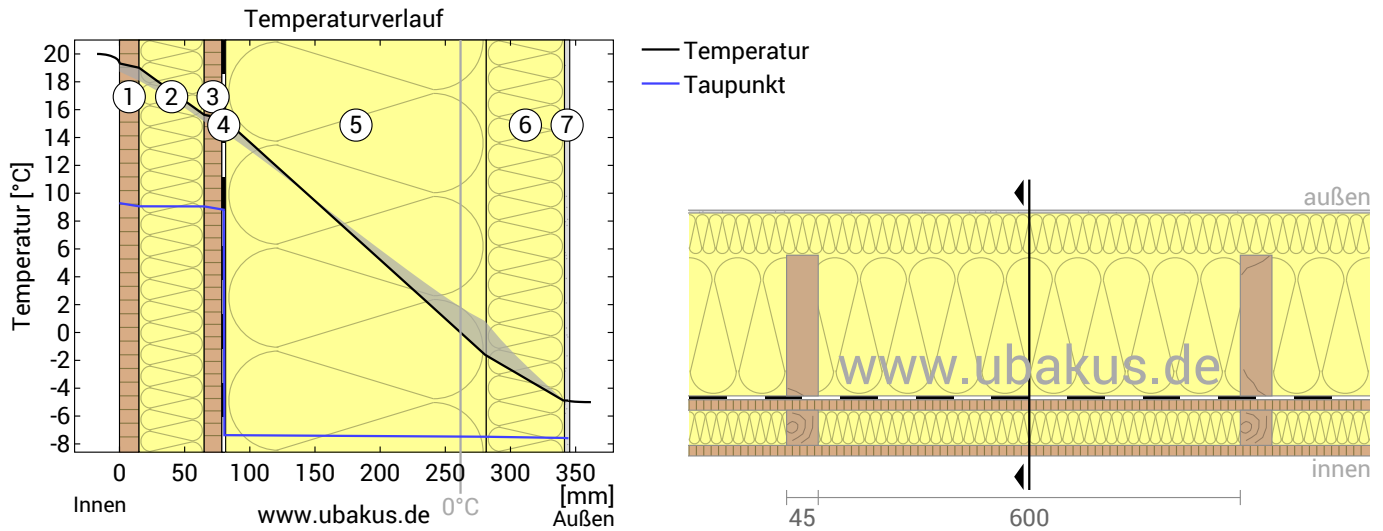 Temperaturverlauf
Temperatur [°C]
20
18
16
14
12
10
8
6
4
2
0
-2
-4
-6
-8
1
2
3
4
5
6
7
0
50
100
150
200
250
300
350
[mm]
Innen
www.ubakus.de
0°C
Außen
Temperatur
Taupunkt
außen
www.ubakus.de
innen
45
600